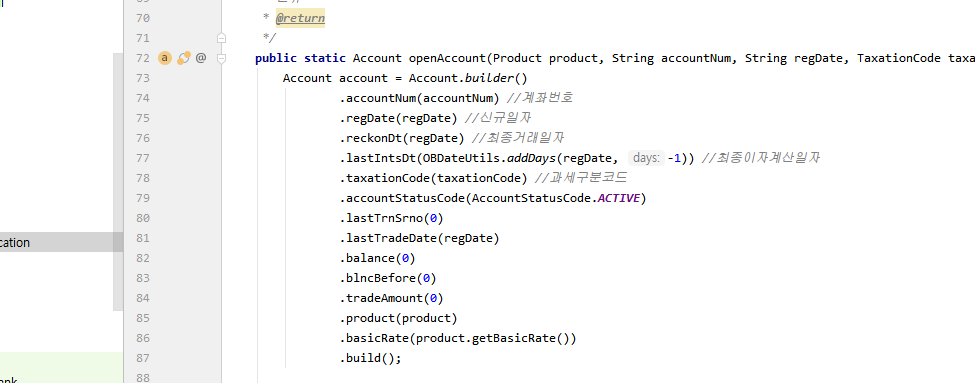 70 * @return
71 */
72 a @ public static Account openAccount(Product product, String accountNum, String regDate, TaxationCode taxa
73 Account account = Account.builder()
74 .accountNum(accountNum) //계좌번호
75 .regDate(regDate) //신규일자
76 .reckonDt(regDate) //최종거래일자
77 .lastIntsDt(OBDateUtils.addDays(regDate, days: -1)) //최종이자계산일자
78 .taxationCode(taxationCode) //과세구분코드
79 .accountStatusCode(AccountStatusCode.ACTIVE)
80 .lastTrnSrno(0)
81 .lastTradeDate(regDate)
cation
82 .balance(0)
83 .blncBefore(0)
84 .tradeAmount(0)
85 .product(product)
86 .basicRate(product.getBasicRate())
87 .build();
88